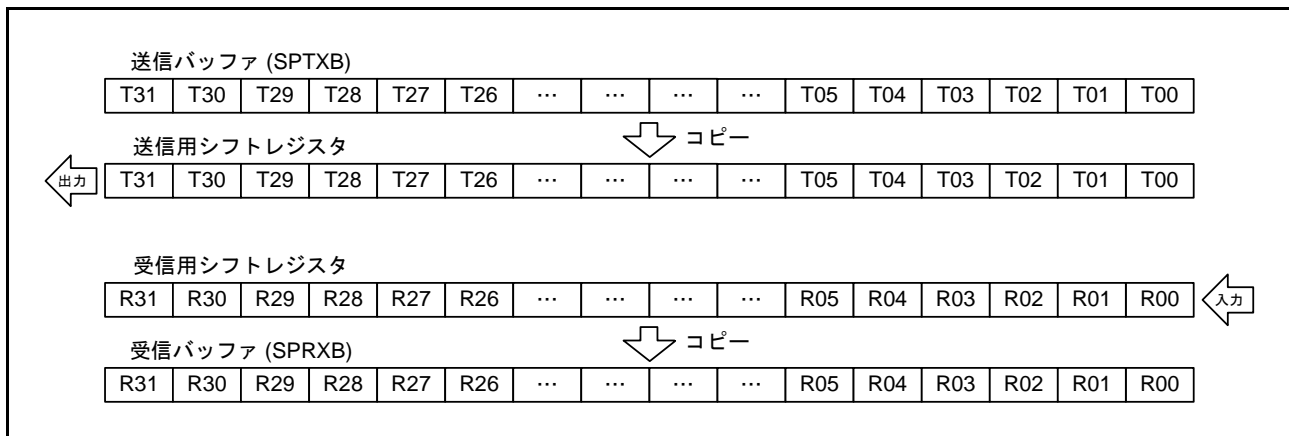 送信バッファ (SPTXB)
T31 T30 T29 T28 T27 T26 … … … … T05 T04 T03 T02 T01 T00
コピー
送信用シフトレジスタ
出力 T31 T30 T29 T28 T27 T26 … … … … T05 T04 T03 T02 T01 T00
受信用シフトレジスタ
R31 R30 R29 R28 R27 R26 … … … … R05 R04 R03 R02 R01 R00 入力
コピー
受信バッファ (SPRXB)
R31 R30 R29 R28 R27 R26 … … … … R05 R04 R03 R02 R01 R00